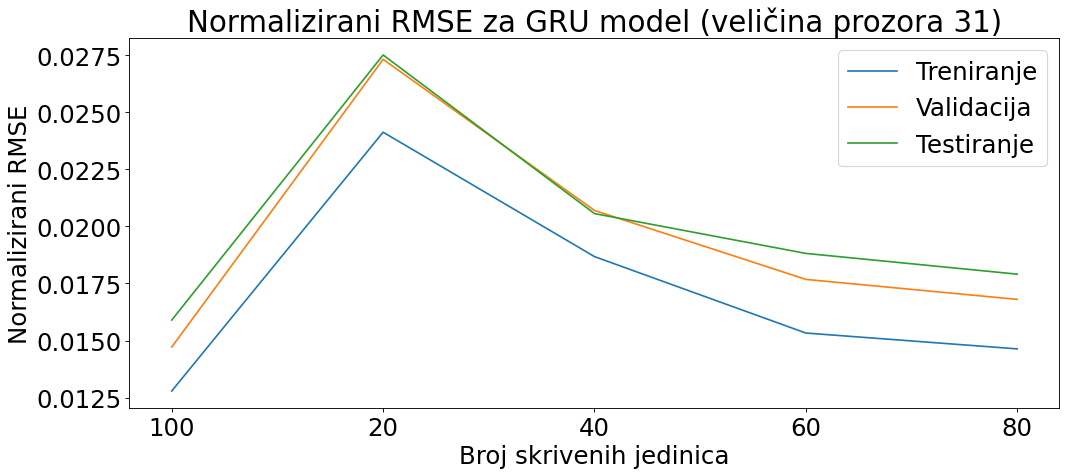 Normalizirani RMSE za GRU model (veličina prozora 31)
Normalizirani RMSE
0.0275
0.0250
0.0225
0.0200
0.0175
0.0150
0.0125
Treniranje
Validacija
Testiranje
100 20 40 60 80
Broj skrivenih jedinica